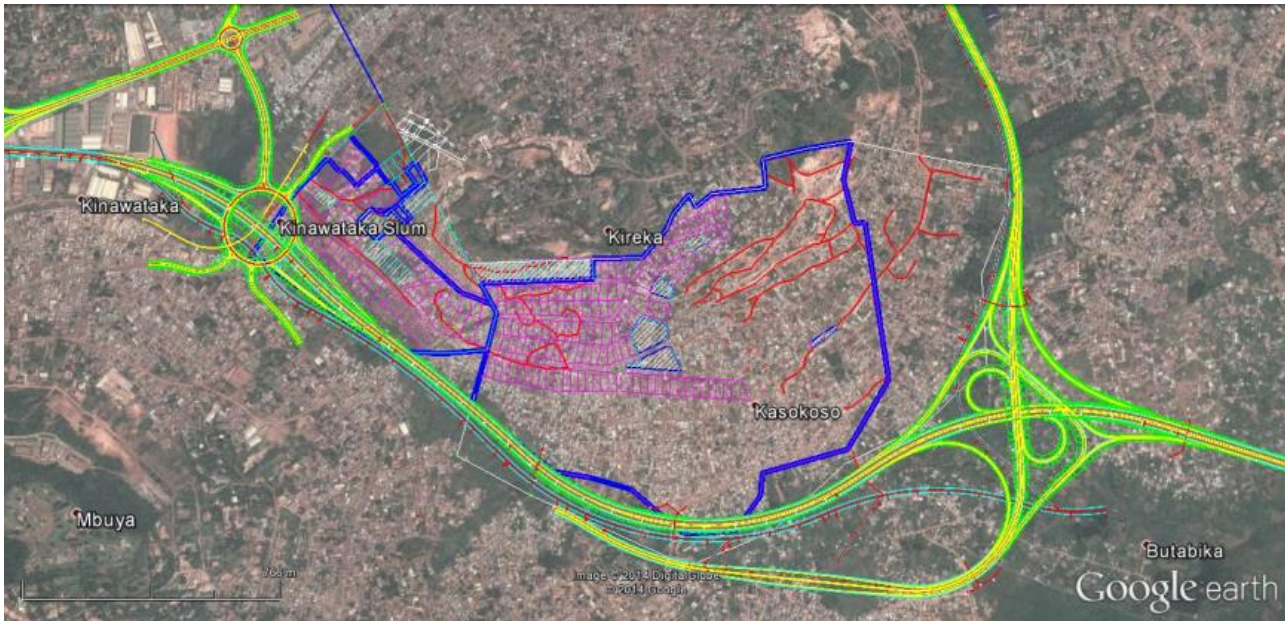 Kinawataka
Kinawataka Slum
Kireka
Kasokoso
Mbuya
Butabika
Image © 2014 DigitalGlobe
© 2014 Google
Google earth